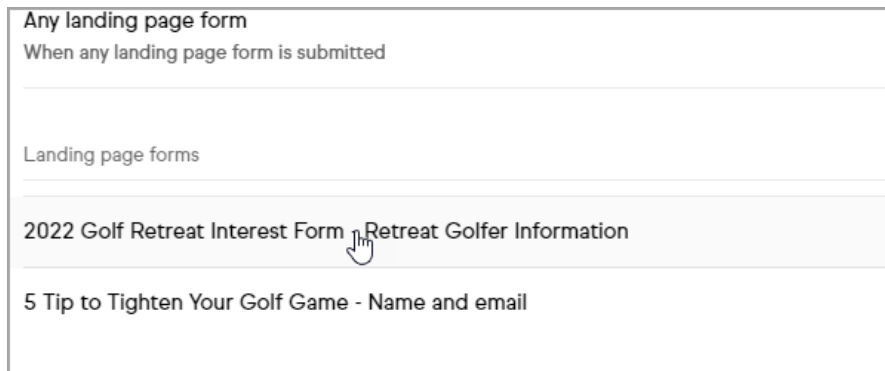 Any landing page form
When any landing page form is submitted
Landing page forms
2022 Golf Retreat Interest Form - Retreat Golfer Information
5 Tip to Tighten Your Golf Game - Name and email